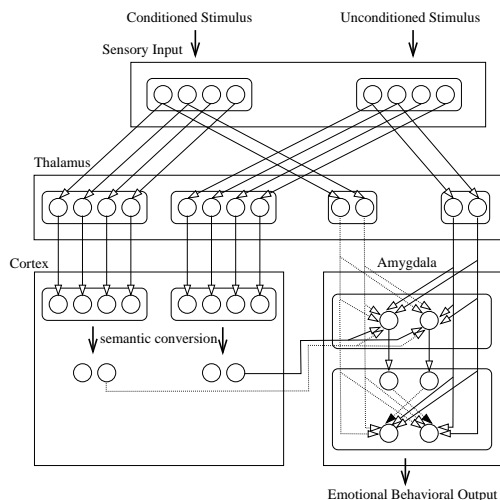 Conditioned Stimulus
Unconditioned Stimulus
Sensory Input
Thalamus
Cortex
Amygdala
semantic conversion
Emotional Behavioral Output